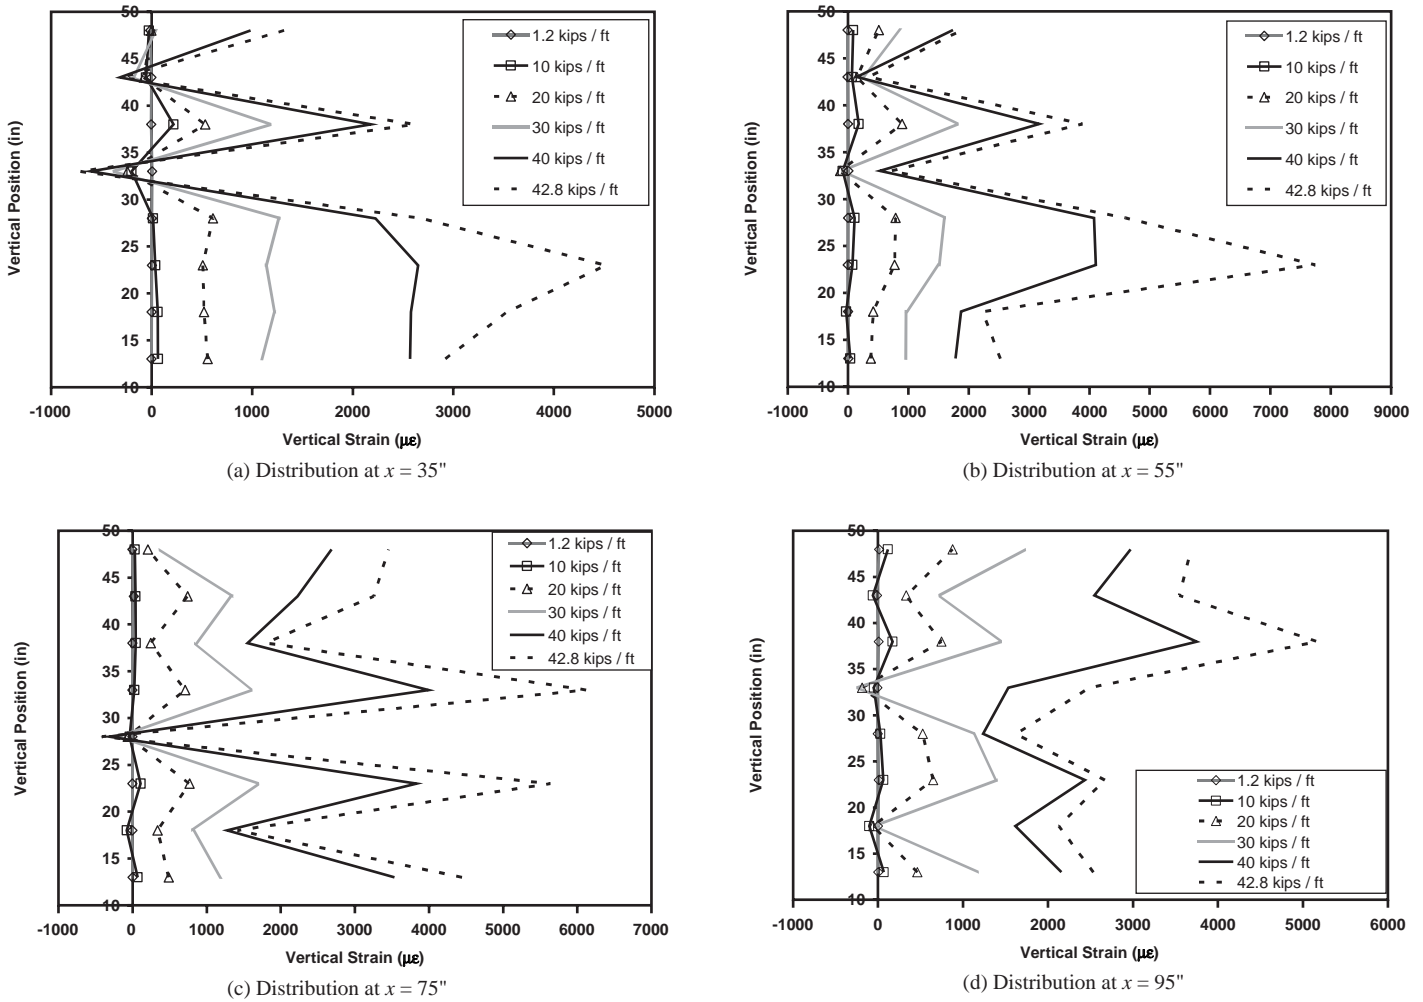 50
45
40
35
30
25
20
15
10
-1000 0 1000 2000 3000 4000 5000
Vertical Position (in)
Vertical Strain (µε)
1.2 kips / ft
10 kips / ft
20 kips / ft
30 kips / ft
40 kips / ft
42.8 kips / ft
(a) Distribution at x = 35"
50
45
40
35
30
25
20
15
10
-1000 0 1000 2000 3000 4000 5000 6000 7000 8000 9000
Vertical Position (in)
Vertical Strain (µε)
1.2 kips / ft
10 kips / ft
20 kips / ft
30 kips / ft
40 kips / ft
42.8 kips / ft
(b) Distribution at x = 55"
50
45
40
35
30
25
20
15
10
-1000 0 1000 2000 3000 4000 5000 6000 7000
Vertical Position (in)
Vertical Strain (µε)
1.2 kips / ft
10 kips / ft
20 kips / ft
30 kips / ft
40 kips / ft
42.8 kips / ft
(c) Distribution at x = 75"
50
45
40
35
30
25
20
15
10
-1000 0 1000 2000 3000 4000 5000 6000
Vertical Position (in)
Vertical Strain (µε)
1.2 kips / ft
10 kips / ft
20 kips / ft
30 kips / ft
40 kips / ft
42.8 kips / ft
(d) Distribution at x = 95"